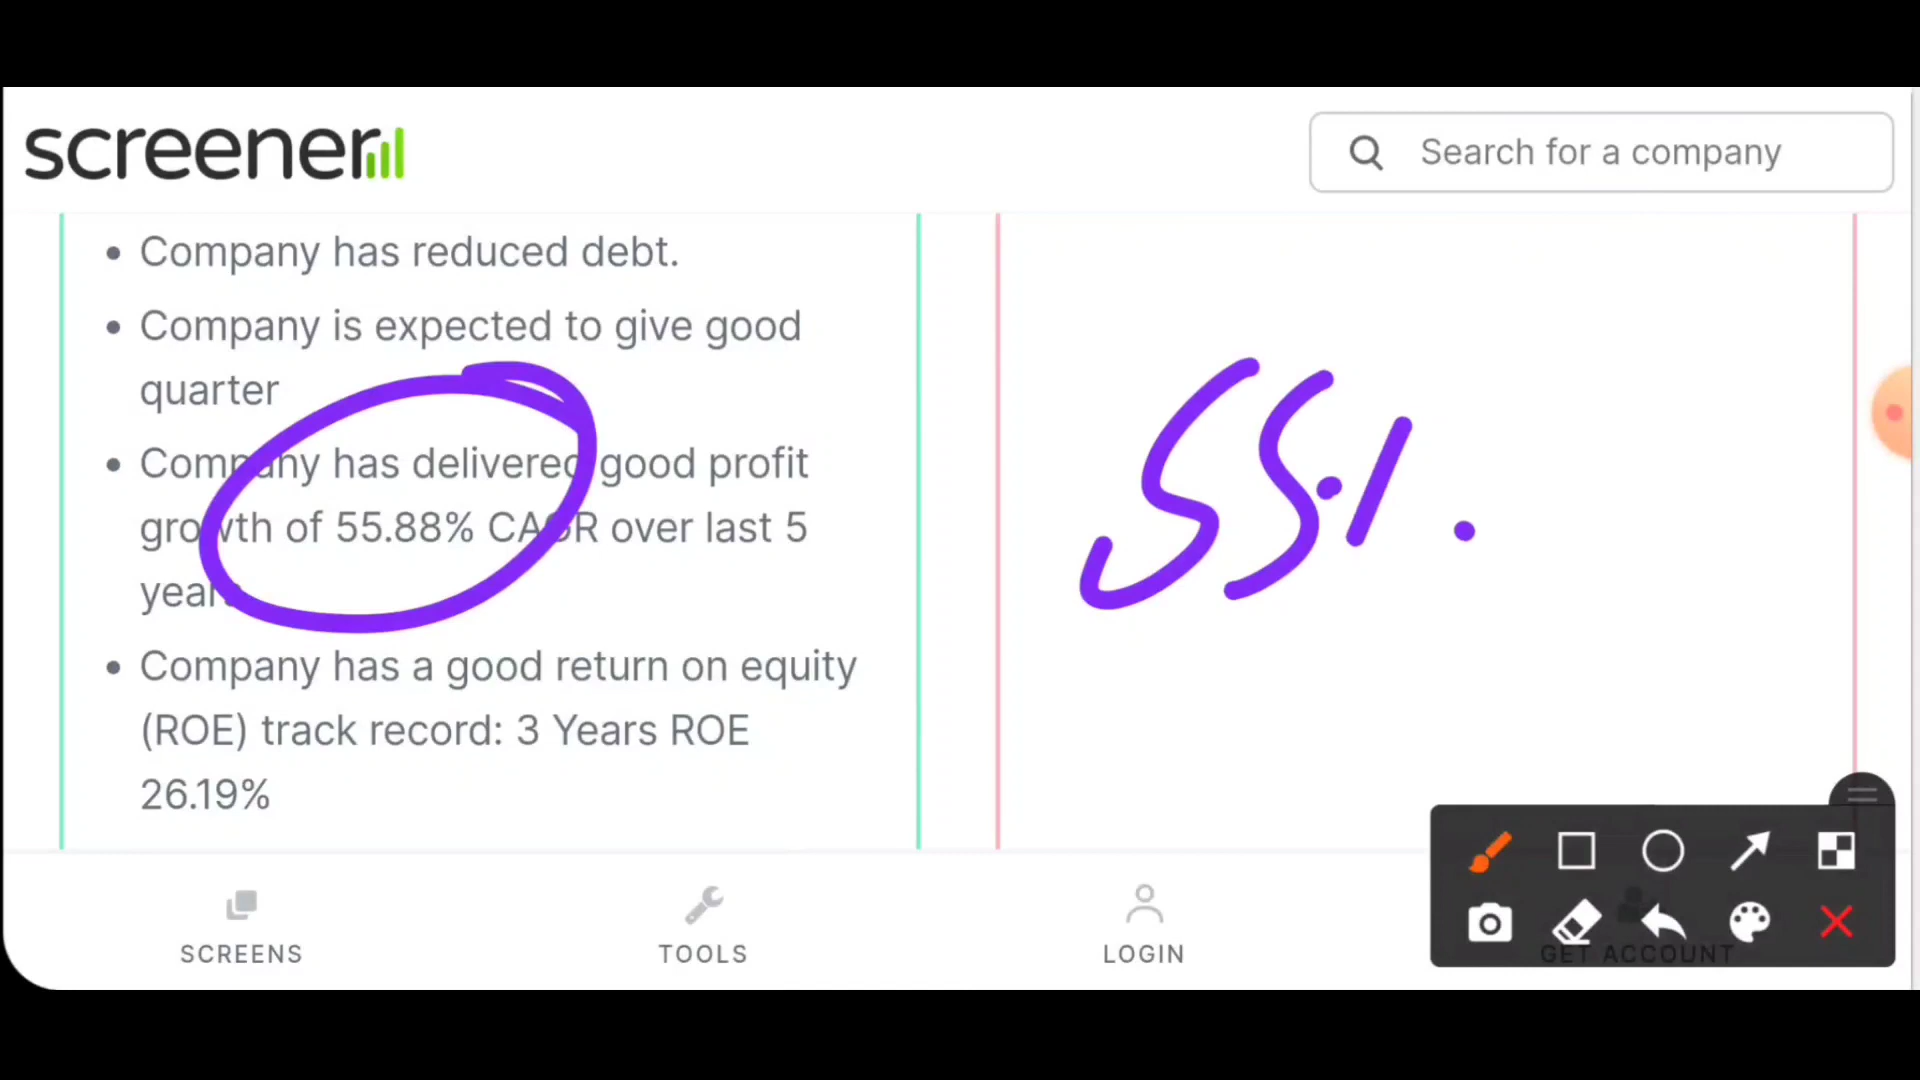 screener
Search for a company
Company has reduced debt.
Company is expected to give good
quarter
Company has delivered good profit
growth of 55.88% CAGR over last 5
years
Company has a good return on equity
(ROE) track record: 3 Years ROE
26.19%
55%
SCREENS
TOOLS
LOGIN
GET ACCOUNT